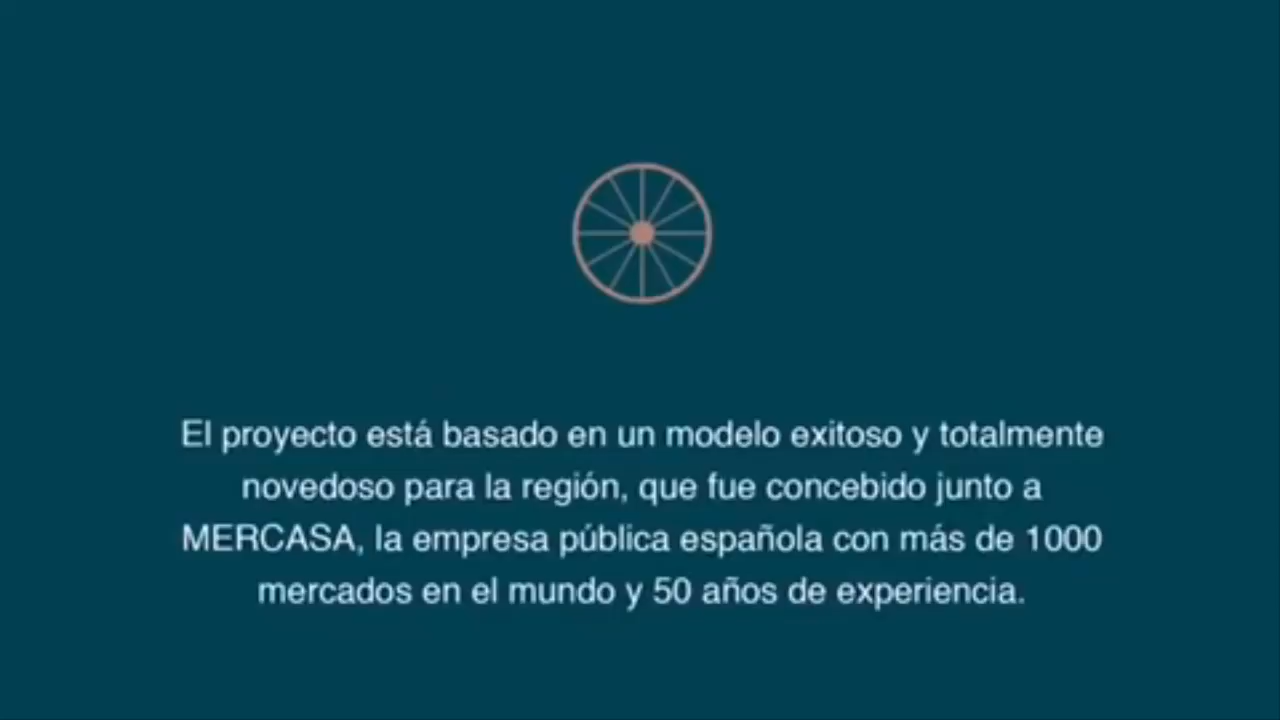 El proyecto está basado en un modelo exitoso y totalmente
novedoso para la región, que fue concebido junto a
MERCASA, la empresa pública española con más de 1000
mercados en el mundo y 50 años de experiencia.